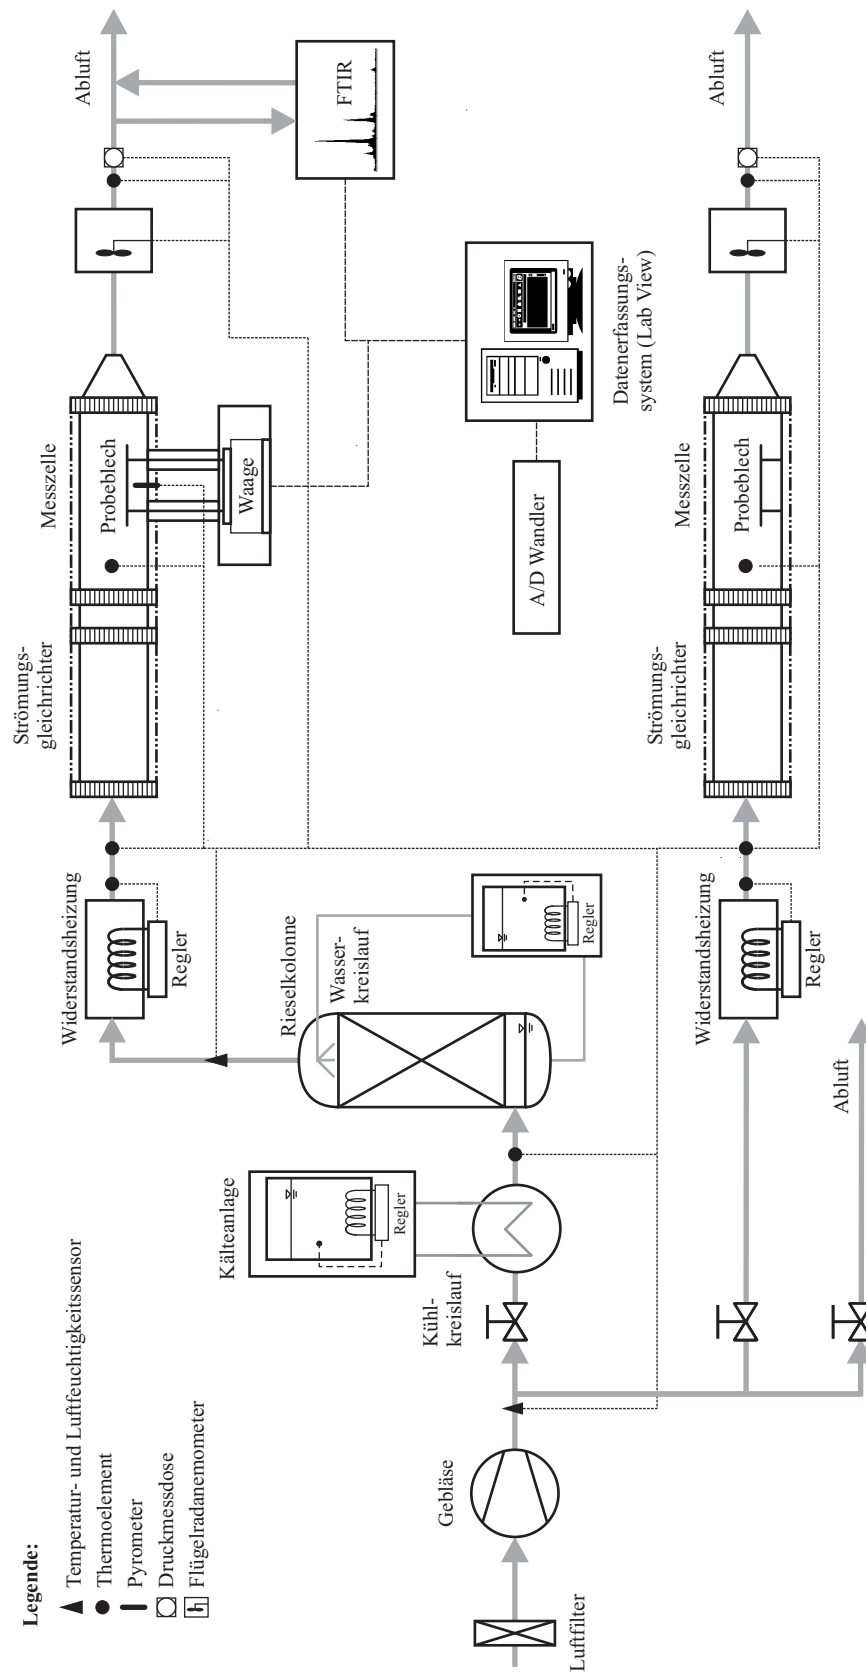 Legende:
Temperatur- und Luftfeuchtigkeitssensor
Thermoelement
Pyrometer
Druckmessdose
Flügelradanemometer
Luftfilter
Gebläse
Kühl-
kreislauf
Kälteanlage
Regler
Rieselkolonne
Wasser-
kreislauf
Regler
Widerstandsheizung
Regler
Strömungs-
gleichrichter
Messzelle
Probeblech
Waage
Abluft
FTIR
A/D Wandler
Datenerfassungs-
system (Lab View)
Widerstandsheizung
Regler
Strömungs-
gleichrichter
Messzelle
Probeblech
Abluft
Abluft